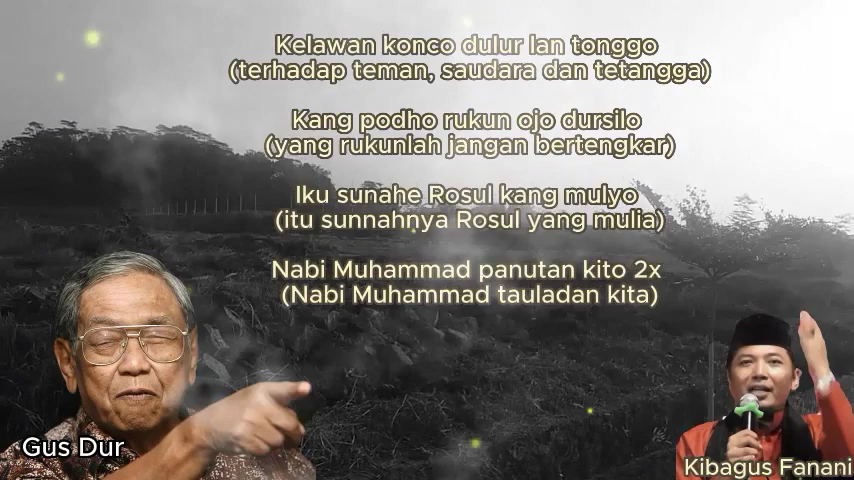 Kelawan konco dulur lan tonggo
(terhadap teman, saudara dan tetangga)
Kang podho rukun ojo dursilo
(yang rukunlah jangan bertengkar)
Iku sunahe Rosul kang mulyo
(itu sunnahnya Rosul yang mulia)
Nabi Muhammad panutan kito 2x
(Nabi Muhammad tauladan kita)
Gus Dur
Kibagus Fanani